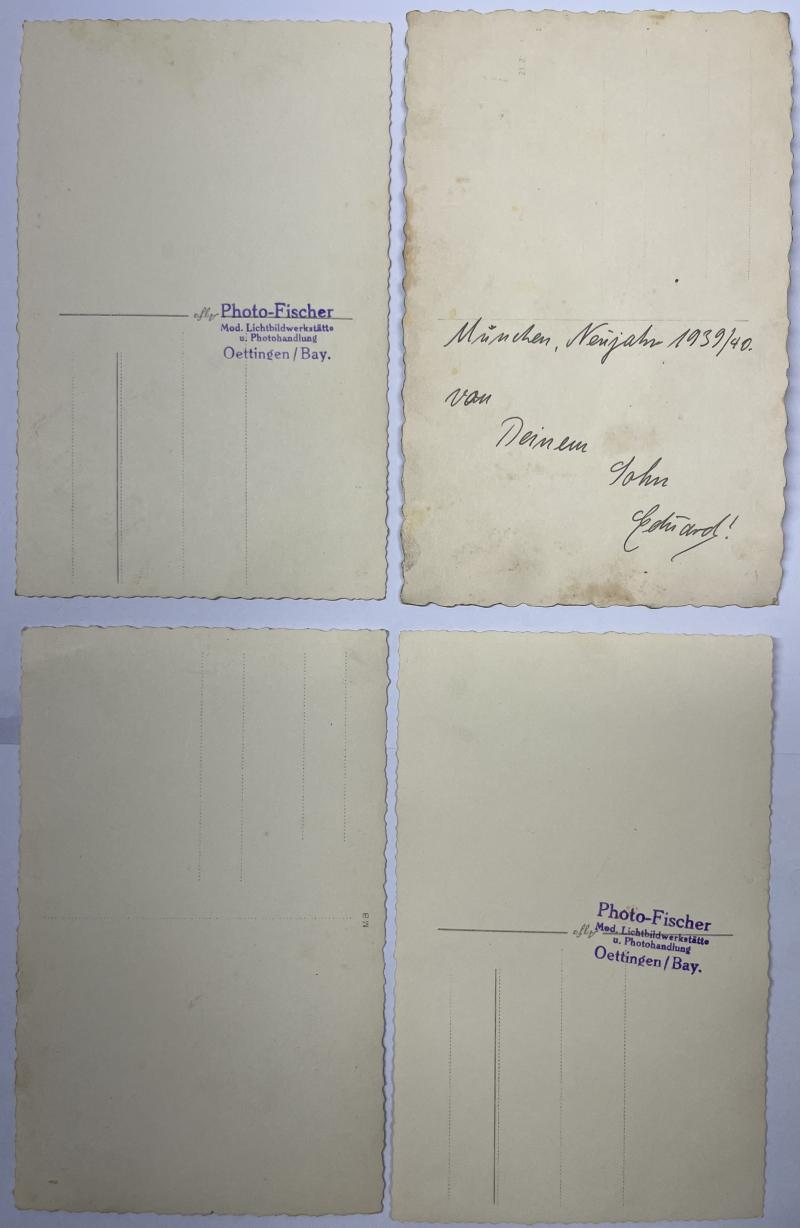 Photo-Fischer
Mod. Lichtbildwerkstätte
u. Photohandlung
Oettingen/Bay.
München, Neujahr 1939/40.
von
Deinem
Sohn
Eduard!
M B
Photo-Fischer
Mod. Lichtbildwerkstätte
u. Photohandlung
Oettingen/Bay.